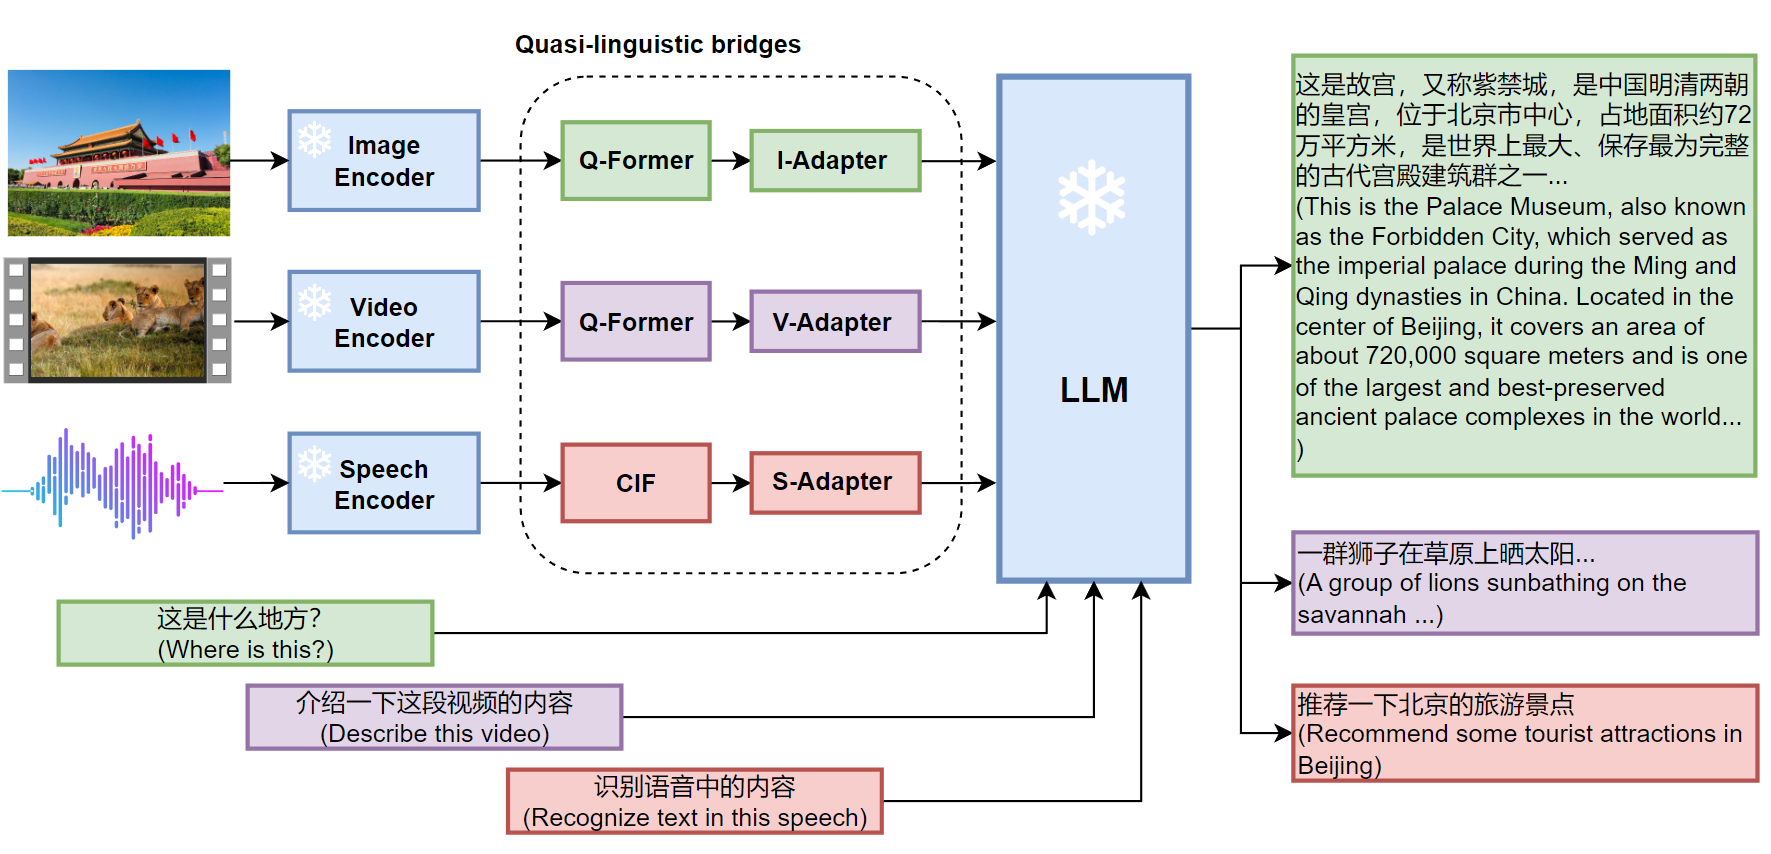 Quasi-linguistic bridges
Image
Encoder
Q-Former
I-Adapter
Video
Encoder
Q-Former
V-Adapter
Speech
Encoder
CIF
S-Adapter
LLM
这是什么地方？
(Where is this?)
介绍一下这段视频的内容
(Describe this video)
识别语音中的内容
(Recognize text in this speech)
这是故宫，又称紫禁城，是中国明清两朝
的皇宫，位于北京市中心，占地面积约72
万平方米，是世界上最大、保存最为完整
的古代宫殿建筑群之一...
(This is the Palace Museum, also known
as the Forbidden City, which served as
the imperial palace during the Ming and
Qing dynasties in China. Located in the
center of Beijing, it covers an area of
about 720,000 square meters and is one
of the largest and best-preserved
ancient palace complexes in the world...
)
一群狮子在草原上晒太阳...
(A group of lions sunbathing on the
savannah ...)
推荐一下北京的旅游景点
(Recommend some tourist attractions in
Beijing)